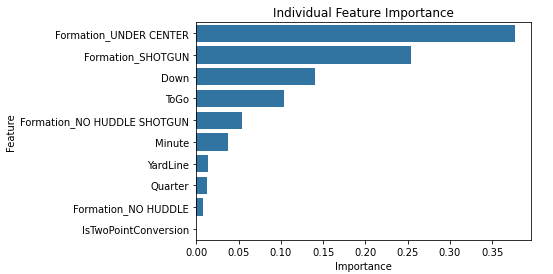 Individual Feature Importance
Formation_UNDER CENTER
Formation_SHOTGUN
Down
ToGo
Formation_NO HUDDLE SHOTGUN
Minute
YardLine
Quarter
Formation_NO HUDDLE
IsTwoPointConversion
Feature
0.00 0.05 0.10 0.15 0.20 0.25 0.30 0.35
Importance